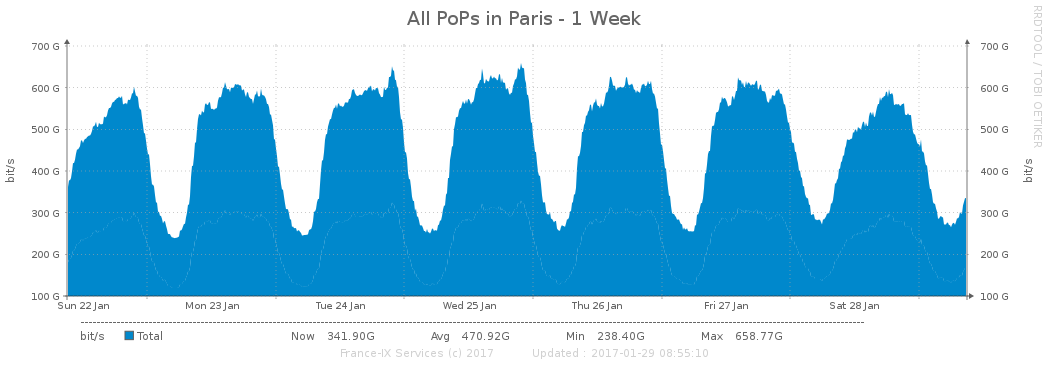 All PoPs in Paris - 1 Week
RRDTOOL / TOBI OETIKER
700 G 700 G
600 G 600 G
500 G 500 G
400 G 400 G
300 G 300 G
200 G 200 G
100 G 100 G
bit/s bit/s
Sun 22 Jan Mon 23 Jan Tue 24 Jan Wed 25 Jan Thu 26 Jan Fri 27 Jan Sat 28 Jan
bit/s Total Now 341.90G Avg 470.92G Min 238.40G Max 658.77G
France-IX Services (c) 2017 Updated : 2017-01-29 08:55:10